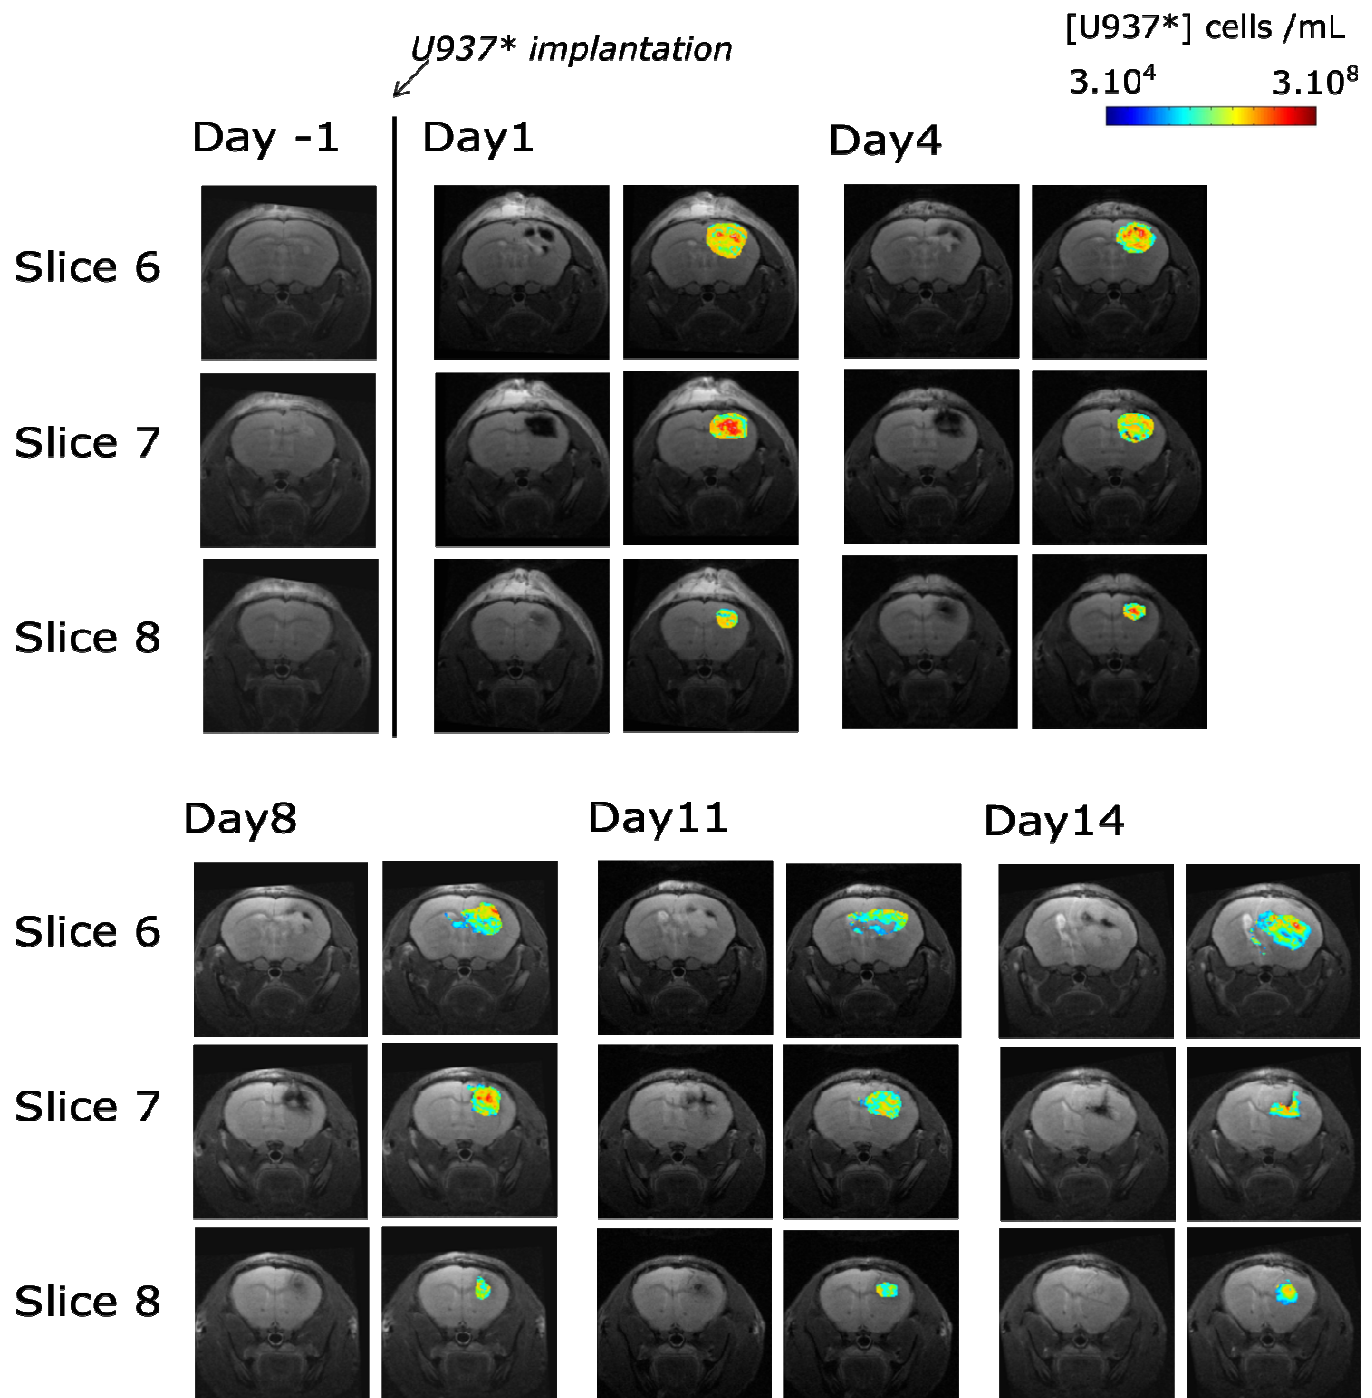 [U937*] cells /mL
U937* implantation
3.10⁴ 3.10⁸
Day -1 Day1 Day4
Slice 6
Slice 7
Slice 8
Day8 Day11 Day14
Slice 6
Slice 7
Slice 8